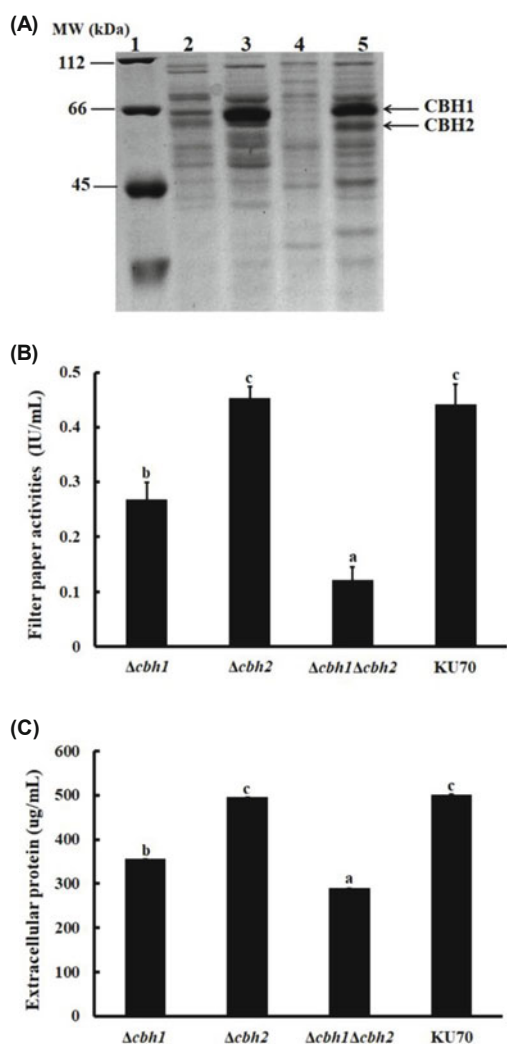 (A)
MW (kDa)
1 2 3 4 5
112
66
CBH1
CBH2
45
(B)
Filter paper activities (IU/mL)
0.5
0.4
0.3
0.2
0.1
0
b
c
a
c
Δcbh1 Δcbh2 Δcbh1Δcbh2 KU70
(C)
Extracellular protein (ug/mL)
600
500
400
300
200
100
0
b
c
a
c
Δcbh1 Δcbh2 Δcbh1Δcbh2 KU70